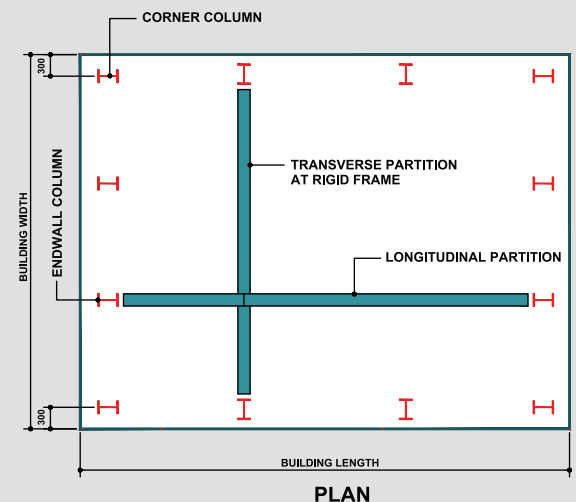 CORNER COLUMN
300
TRANSVERSE PARTITION
AT RIGID FRAME
ENDWALL COLUMN
BUILDING WIDTH
LONGITUDINAL PARTITION
300
BUILDING LENGTH
PLAN